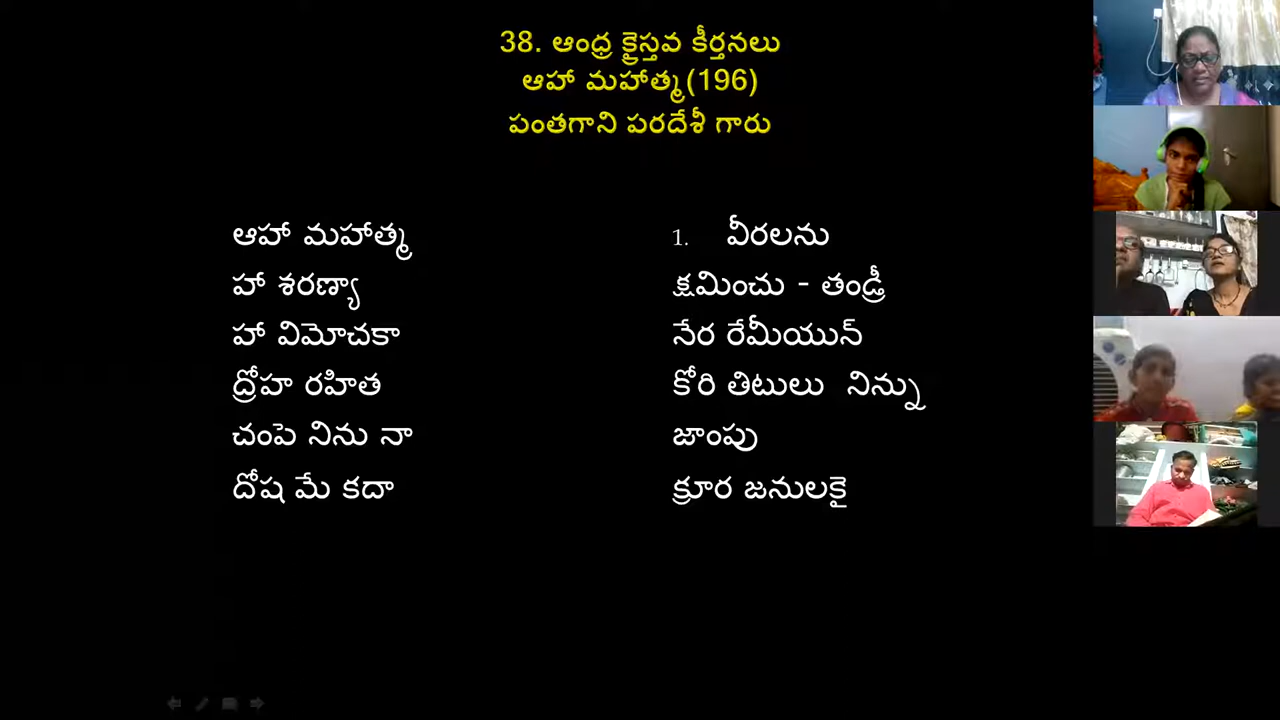 38. ఆంధ్ర క్రైస్తవ కీర్తనలు
ఆహా మహాత్మ(196)
పంతగాని పరదేశీ గారు
ఆహా మహాత్మ
హా శరణ్యా
హా విమోచకా
ద్రోహ రహిత
చంపె నిను నా
దోష మే కదా
1. వీరలను
క్షమించు - తండ్రీ
నేర రేమీయున్
కోరి తిటులు నిన్ను
జాంపు
క్రూర జనులకై